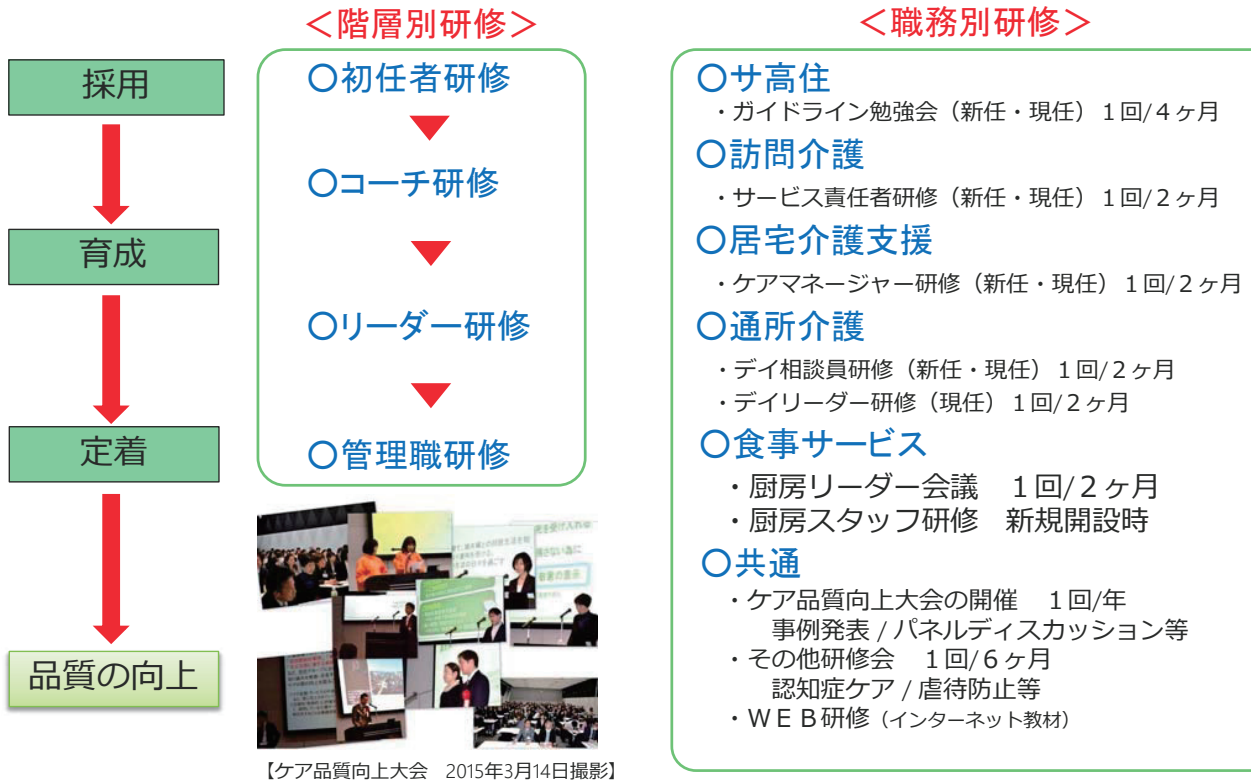 採用
育成
定着
品質の向上
＜階層別研修＞
〇初任者研修
〇コーチ研修
〇リーダー研修
〇管理職研修
【ケア品質向上大会　2015年3月14日撮影】
＜職務別研修＞
〇サ高住
・ガイドライン勉強会（新任・現任）１回/４ヶ月
〇訪問介護
・サービス責任者研修（新任・現任）１回/２ヶ月
〇居宅介護支援
・ケアマネージャー研修（新任・現任）１回/２ヶ月
〇通所介護
・デイ相談員研修（新任・現任）１回/２ヶ月
・デイリーダー研修（現任）１回/２ヶ月
〇食事サービス
・厨房リーダー会議　１回/２ヶ月
・厨房スタッフ研修　新規開設時
〇共通
・ケア品質向上大会の開催　１回/年
事例発表 / パネルディスカッション等
・その他研修会　１回/６ヶ月
認知症ケア / 虐待防止等
・ＷＥＢ研修（インターネット教材）